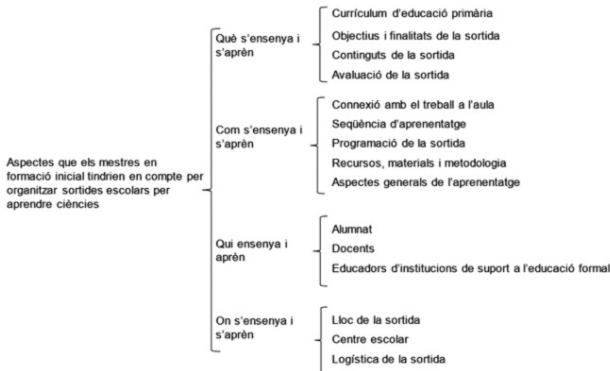 Aspectes que els mestres en
formació inicial tindrien en compte per
organitzar sortides escolars per
aprendre ciències
Què s'ensenya i
s'aprèn
Currículum d'educació primària
Objectius i finalitats de la sortida
Continguts de la sortida
Avaluació de la sortida
Com s'ensenya i
s'aprèn
Connexió amb el treball a l'aula
Seqüència d'aprenentatge
Programació de la sortida
Recursos, materials i metodologia
Aspectes generals de l'aprenentatge
Qui ensenya i
aprèn
Alumnat
Docents
Educadors d'institucions de suport a l'educació formal
On s'ensenya i
s'aprèn
Lloc de la sortida
Centre escolar
Logística de la sortida